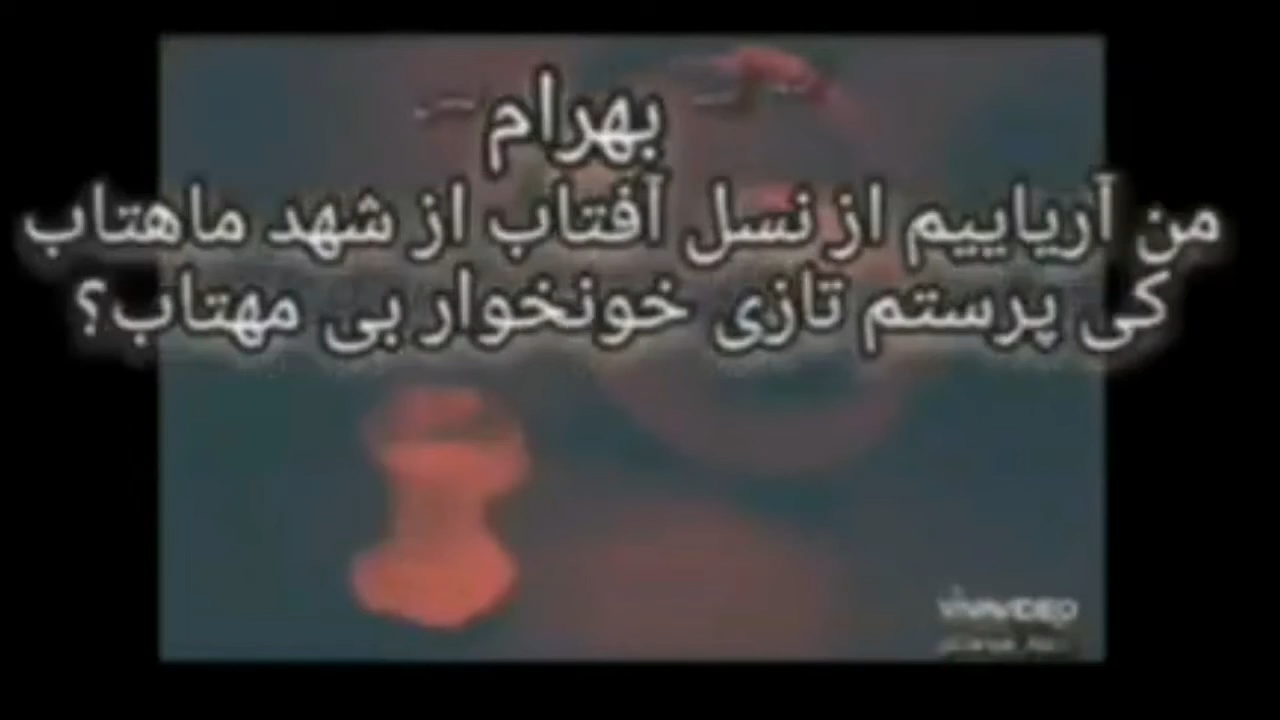 بهرام
من آریاییم از نسل آفتاب از شهد ماهتاب
کی پرستم تازی خونخوار بی مهتاب؟
VIVAVIDEO